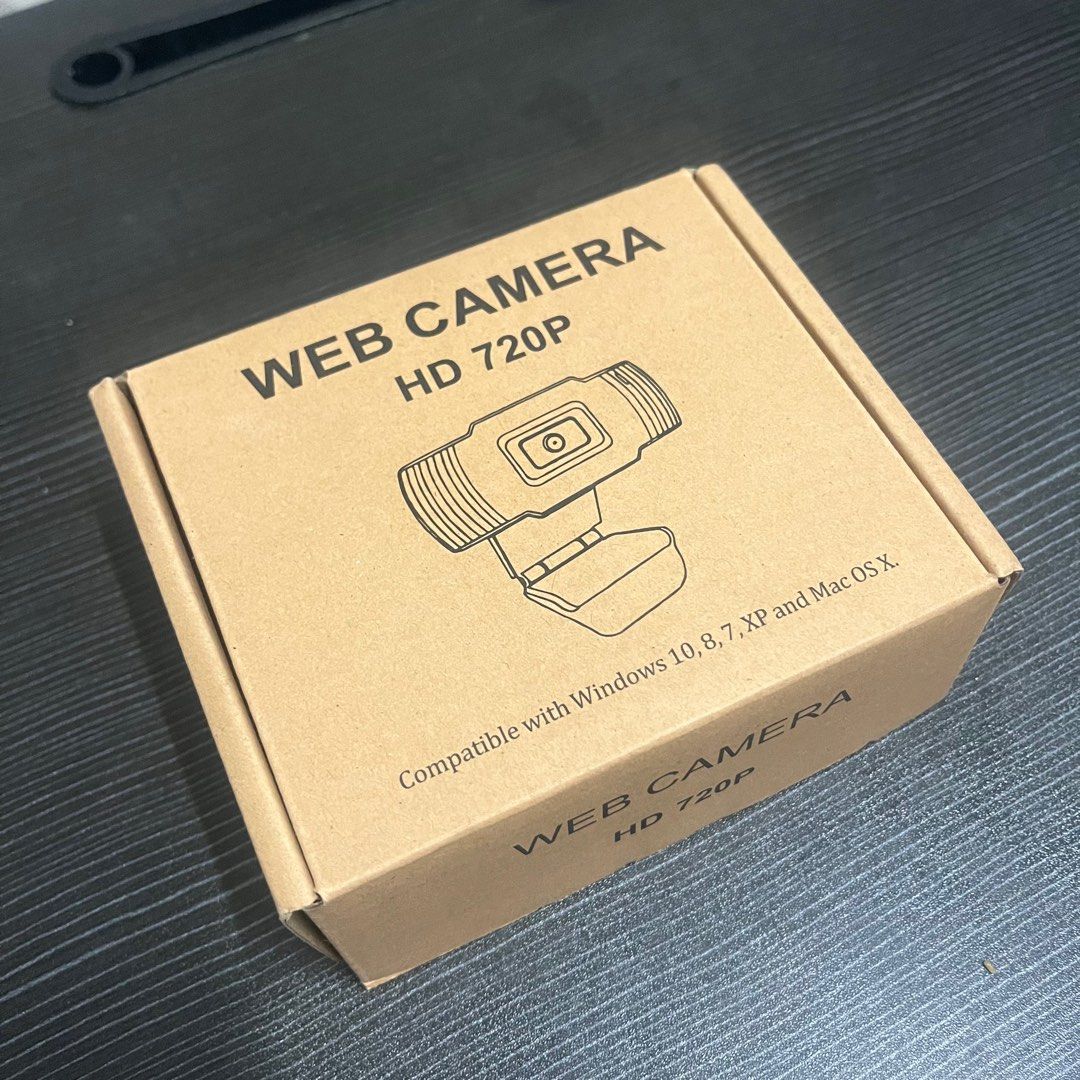 WEB CAMERA
HD 720P
Compatible with Windows 10, 8, 7, XP and Mac OS X.
WEB CAMERA
HD 720P